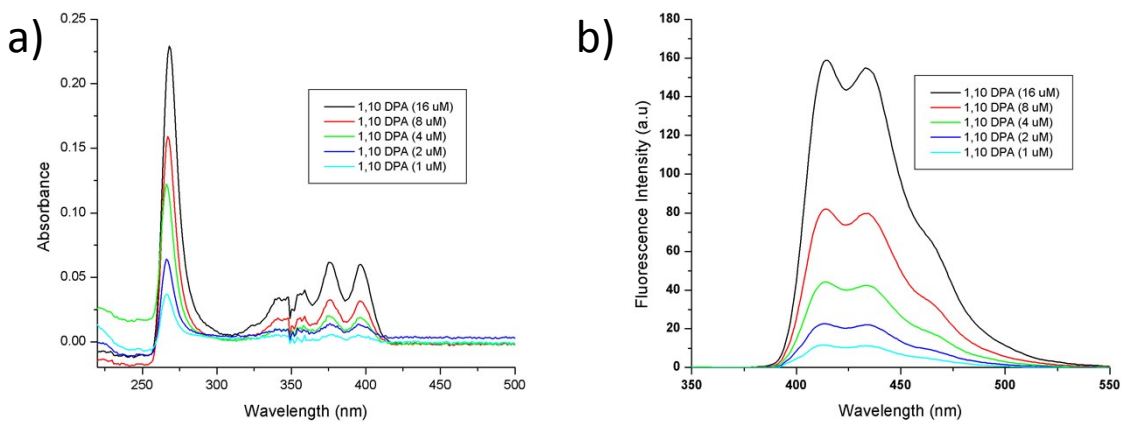 a)
0.25
0.20
0.15
0.10
0.05
0.00
Absorbance
1,10 DPA (16 uM)
1,10 DPA (8 uM)
1,10 DPA (4 uM)
1,10 DPA (2 uM)
1,10 DPA (1 uM)
250 300 350 400 450 500
Wavelength (nm)
b)
180
160
140
120
100
80
60
40
20
0
Fluorescence Intensity (a.u)
1,10 DPA (16 uM)
1,10 DPA (8 uM)
1,10 DPA (4 uM)
1,10 DPA (2 uM)
1,10 DPA (1 uM)
350 400 450 500 550
Wavelength (nm)